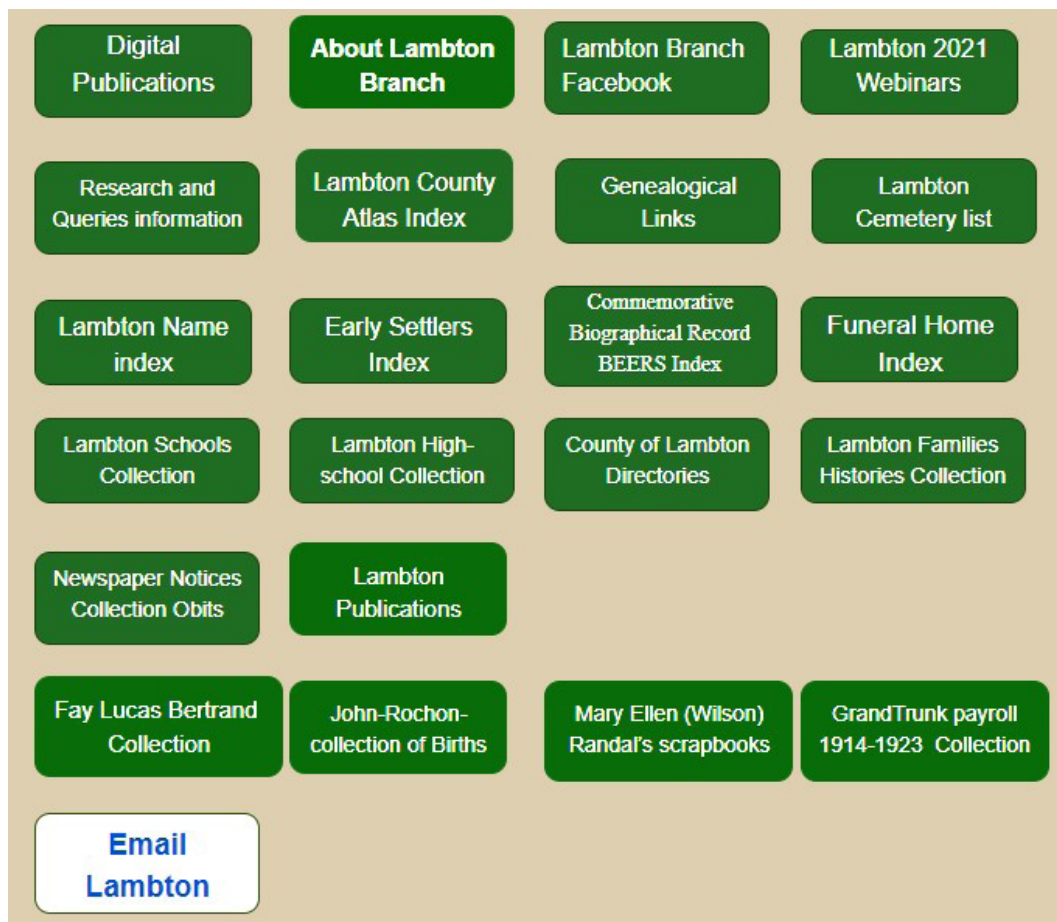 Digital
Publications
About Lambton
Branch
Lambton Branch
Facebook
Lambton 2021
Webinars
Research and
Queries information
Lambton County
Atlas Index
Genealogical
Links
Lambton
Cemetery list
Lambton Name
index
Early Settlers
Index
Commemorative
Biographical Record
BEERS Index
Funeral Home
Index
Lambton Schools
Collection
Lambton High-
school Collection
County of Lambton
Directories
Lambton Families
Histories Collection
Newspaper Notices
Collection Obits
Lambton
Publications
Fay Lucas Bertrand
Collection
John-Rochon-
collection of Births
Mary Ellen (Wilson)
Randal's scrapbooks
GrandTrunk payroll
1914-1923 Collection
Email
Lambton